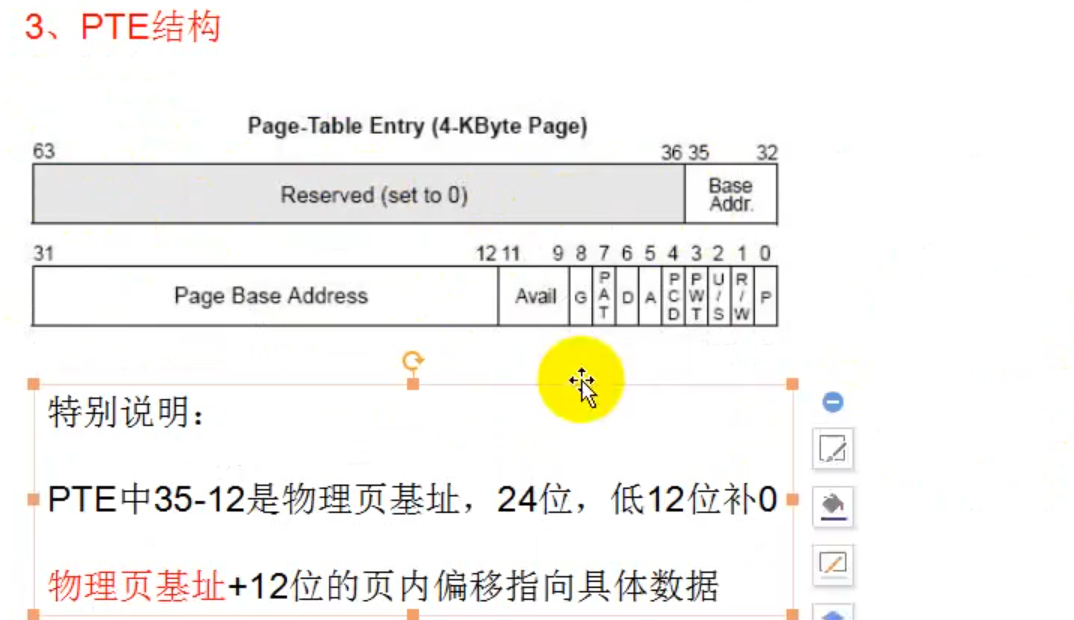 3、PTE结构
Page-Table Entry (4-KByte Page)
63 36 35 32
Reserved (set to 0) Base Addr.
31 12 11 9 8 7 6 5 4 3 2 1 0
Page Base Address Avail G PAT D A PCD PWT U/S R/W P
特别说明：
PTE中35-12是物理页基址，24位，低12位补0
物理页基址+12位的页内偏移指向具体数据